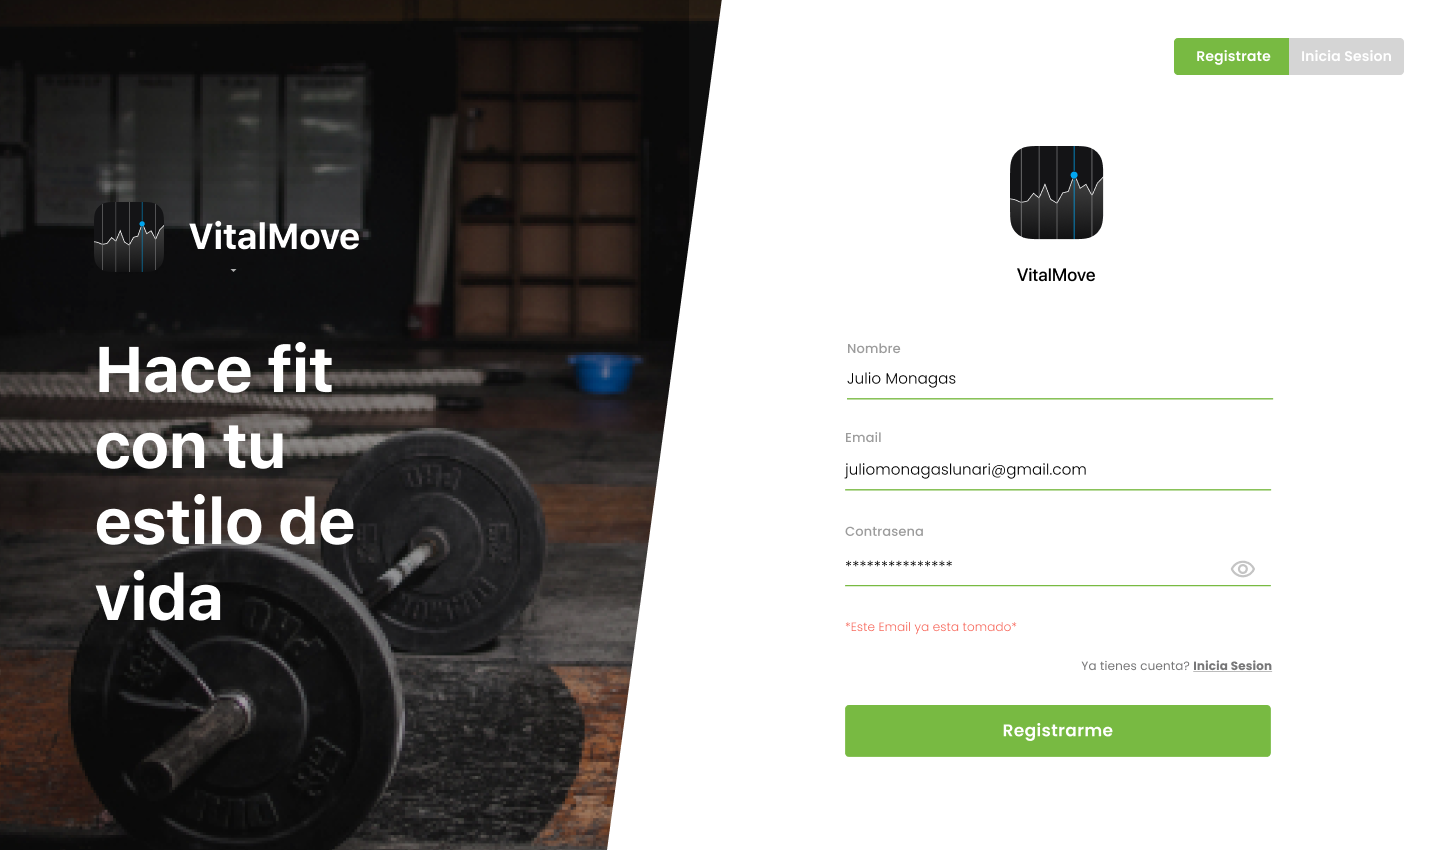 VitalMove
Hace fit
con tu
estilo de
vida
Registrate
Inicia Sesion
VitalMove
Nombre
Julio Monagas
Email
juliomonagaslunari@gmail.com
Contrasena
***************
*Este Email ya esta tomado*
Ya tienes cuenta? Inicia Sesion
Registrarme